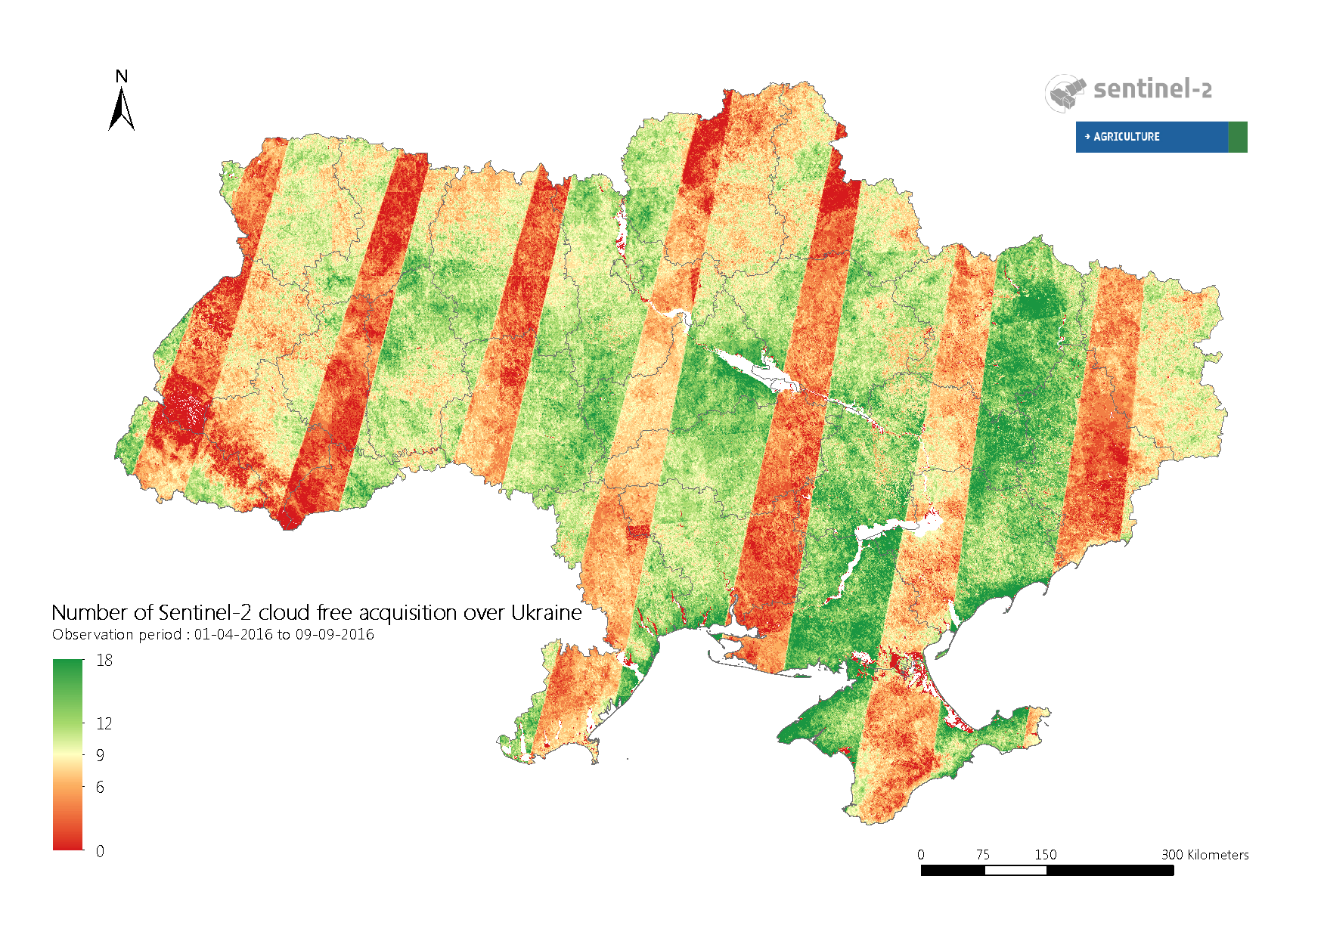 N
sentinel-2
→ AGRICULTURE
Number of Sentinel-2 cloud free acquisition over Ukraine
Observation period : 01-04-2016 to 09-09-2016
18
12
9
6
0
0 75 150 300 Kilometers